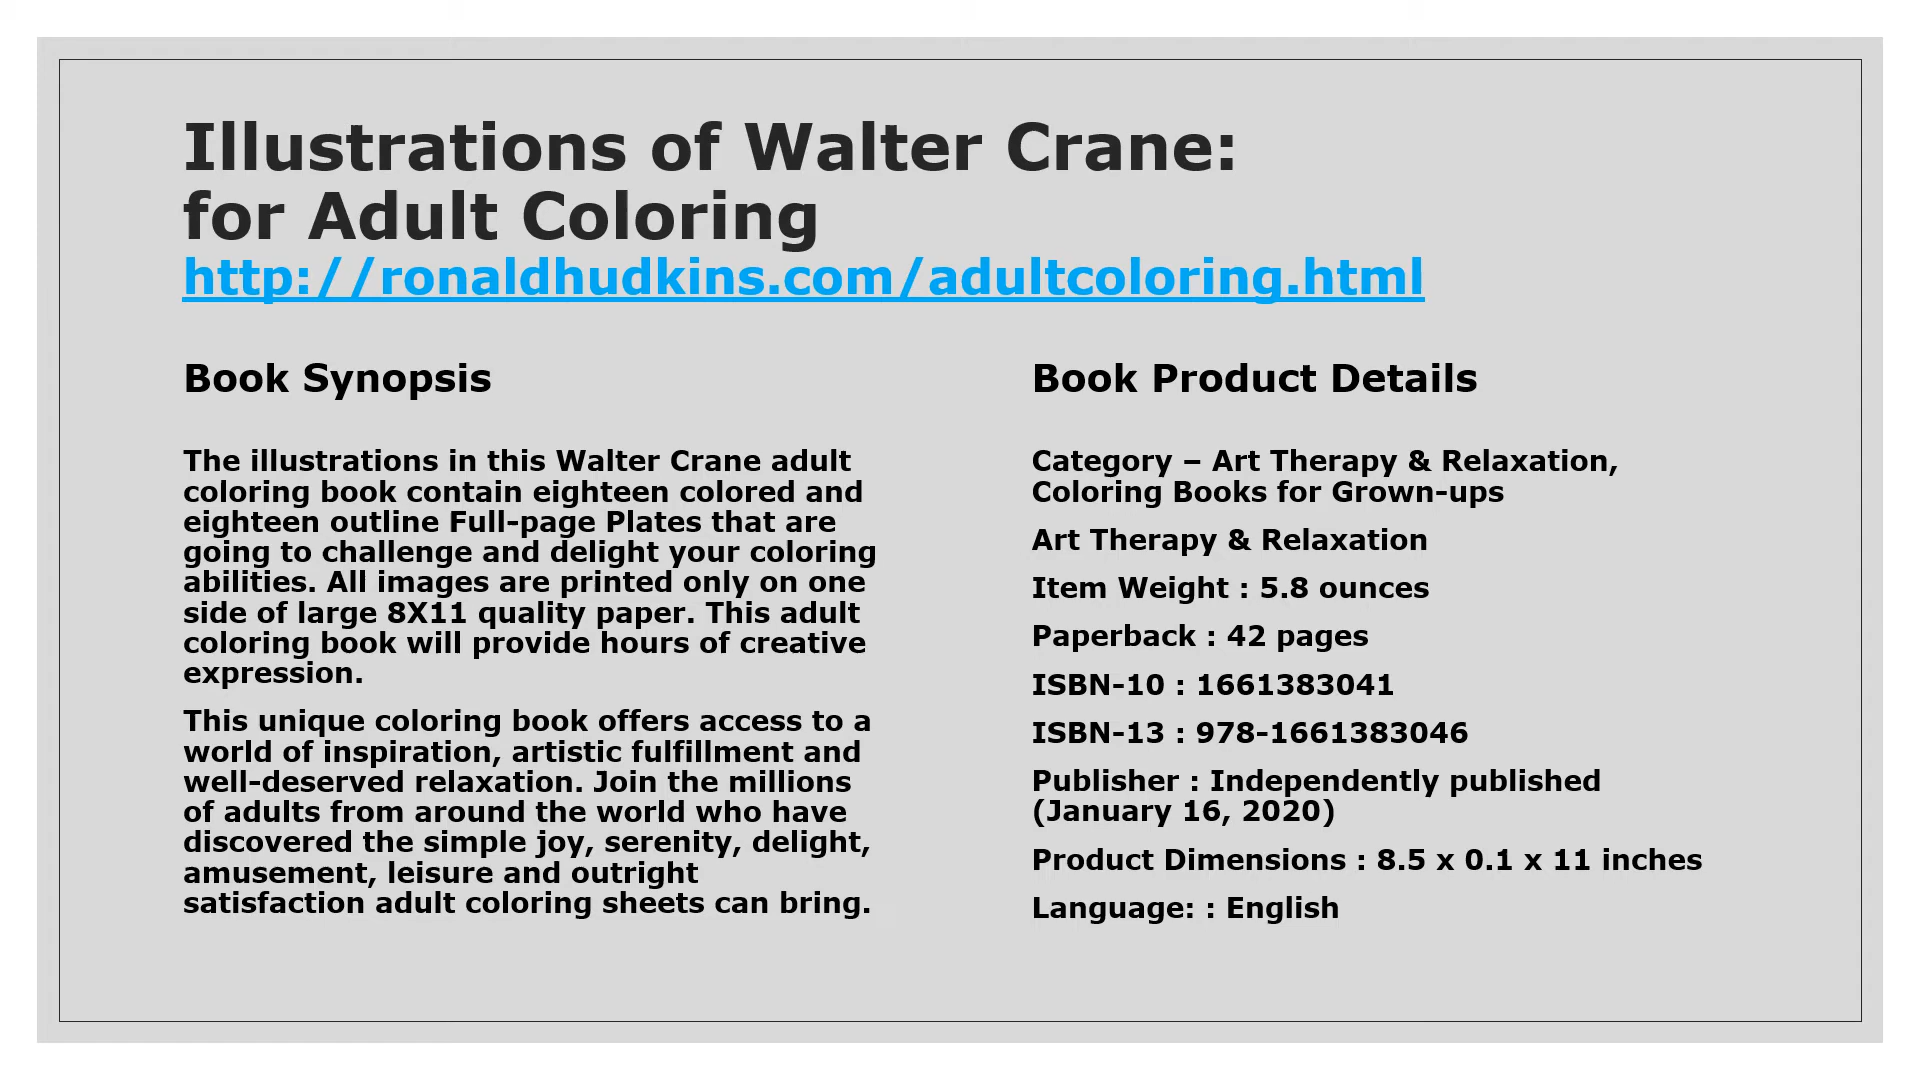 Illustrations of Walter Crane:
for Adult Coloring
http://ronaldhudkins.com/adultcoloring.html
Book Synopsis
The illustrations in this Walter Crane adult
coloring book contain eighteen colored and
eighteen outline Full-page Plates that are
going to challenge and delight your coloring
abilities. All images are printed only on one
side of large 8X11 quality paper. This adult
coloring book will provide hours of creative
expression.
This unique coloring book offers access to a
world of inspiration, artistic fulfillment and
well-deserved relaxation. Join the millions
of adults from around the world who have
discovered the simple joy, serenity, delight,
amusement, leisure and outright
satisfaction adult coloring sheets can bring.
Book Product Details
Category – Art Therapy & Relaxation,
Coloring Books for Grown-ups
Art Therapy & Relaxation
Item Weight : 5.8 ounces
Paperback : 42 pages
ISBN-10 : 1661383041
ISBN-13 : 978-1661383046
Publisher : Independently published
(January 16, 2020)
Product Dimensions : 8.5 x 0.1 x 11 inches
Language: : English